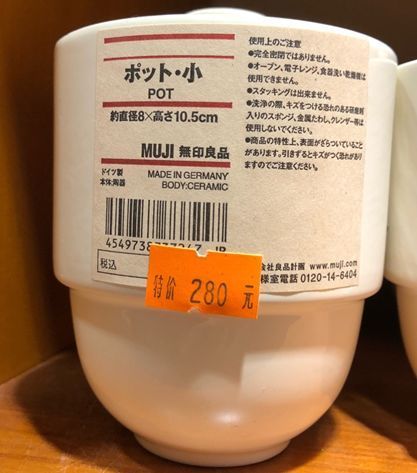 ポット・小
POT
約直径8×高さ10.5cm
MUJI 無印良品
ドイツ製
本体:陶器
MADE IN GERMANY
BODY:CERAMIC
税込
使用上のご注意
●完全密閉ではありません。
●オーブン、電子レンジ、食器洗い乾燥機は
使用できません。
●スタッキングは出来ません。
●洗浄の際、キズをつける恐れのある研磨剤
入りのスポンジ、金属たわし、クレンザー等は
使用しないでください。
●商品の特性上、表面がざらついていること
があります。引きずるとキズがつく恐れがあり
ますのでご注意ください。
会社良品計画 www.muji.com
様室電話 0120-14-6404
特价 280 元